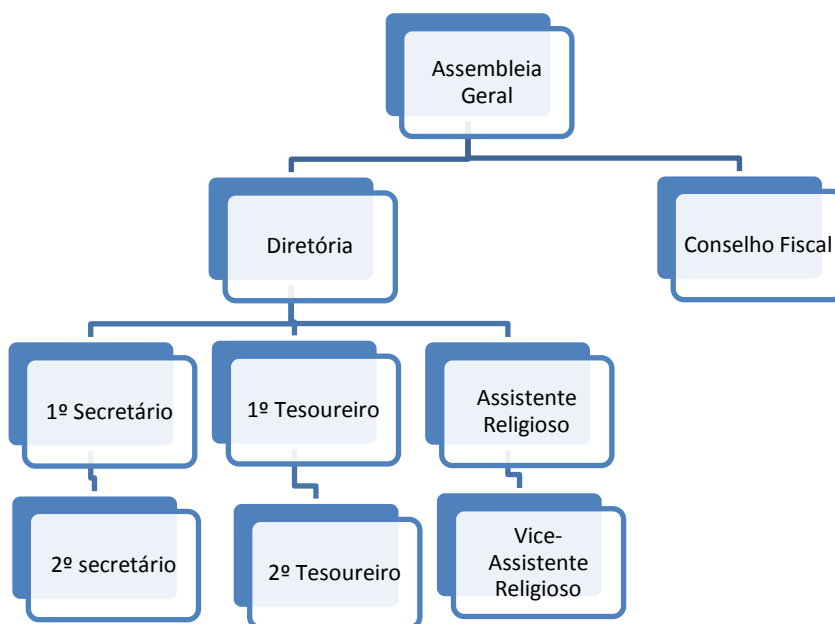 Assembleia
Geral
Diretória
Conselho Fiscal
1º Secretário
1º Tesoureiro
Assistente
Religioso
2º secretário
2º Tesoureiro
Vice-
Assistente
Religioso